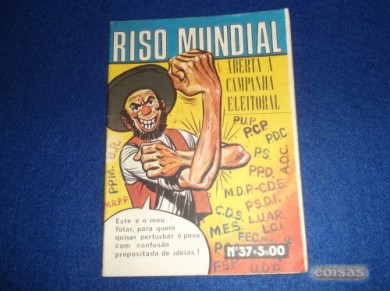 RISO MUNDIAL
ABERTA A
CAMPANHA
ELEITORAL
P.U.P.
P.C.P
P.D.C.
P.S.
A.O.C.
P.P.D.
M.D.P-C.D.E.
P.S.D.I.
C.D.S.
L.U.A.R.
M.E.S.
F.E.C.
L.C.I.
P.P.M.
M.R.P.P
F.S.P.
U.D.P.
Este é o meu
folar, para quem
quiser perturbar o povo
com confusão
propositada de ideias!
Nº37-5$00
coisas